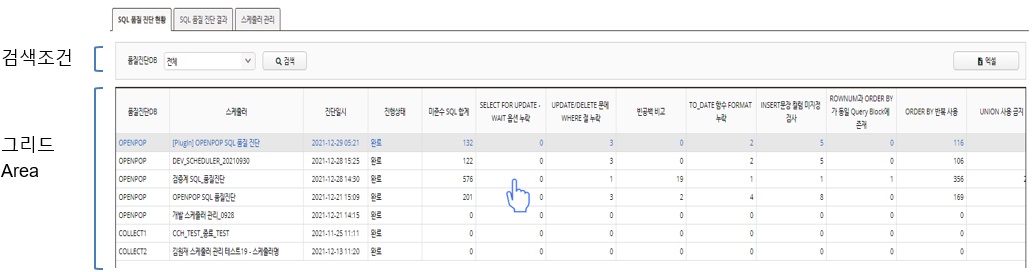 SQL 품질 진단 현황 SQL 품질 진단 결과 스케줄러 관리
검색조건
품질진단DB 전체 검색 엑셀
그리드
Area
품질진단DB 스케줄러 진단일시 진행상태 미준수 SQL 합계 SELECT FOR UPDATE - WAIT 옵션 누락 UPDATE/DELETE 문에 WHERE 절 누락 빈공백 비교 TO_DATE 함수 FORMAT 누락 INSERT문장 컬럼 미지정 검사 ROWNUM과 ORDER BY가 동일 Query Block에 존재 ORDER BY 반복 사용 UNION 사용 금지
OPENPOP [PlugIn] OPENPOP SQL 품질 진단 2021-12-29 05:21 완료 132 0 3 0 2 5 0 116
OPENPOP DEV_SCHEDULER_20210930 2021-12-28 15:25 완료 122 0 3 0 2 5 0 106
OPENPOP 검증계 SQL_품질진단 2021-12-28 14:30 완료 576 0 1 19 1 1 1 356 2
OPENPOP OPENPOP SQL 품질진단 2021-12-21 15:09 완료 201 0 3 2 4 8 0 169
OPENPOP 개발 스케줄러 관리_0928 2021-12-21 14:15 완료 0 0 0 0 0 0 0 0
COLLECT1 CCH_TEST_종료_TEST 2021-11-25 11:11 완료 0 0 0 0 0 0 0 0
COLLECT2 김원재 스케줄러 관리 테스트19 - 스케줄러명 2021-12-13 11:20 완료 0 0 0 0 0 0 0 0